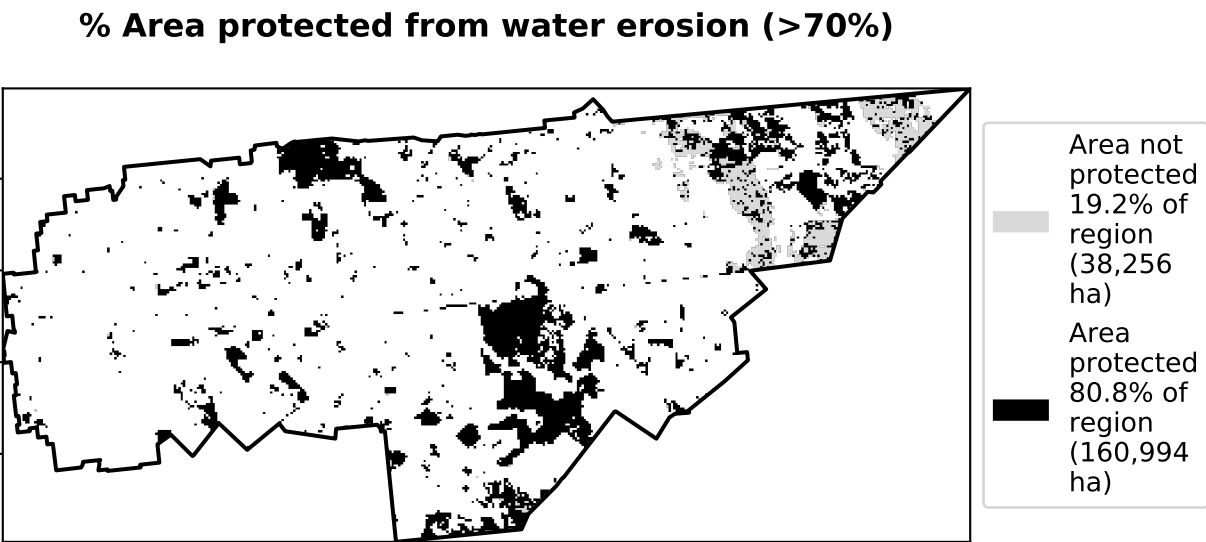 % Area protected from water erosion (>70%)
Area not
protected
19.2% of
region
(38,256
ha)
Area
protected
80.8% of
region
(160,994
ha)